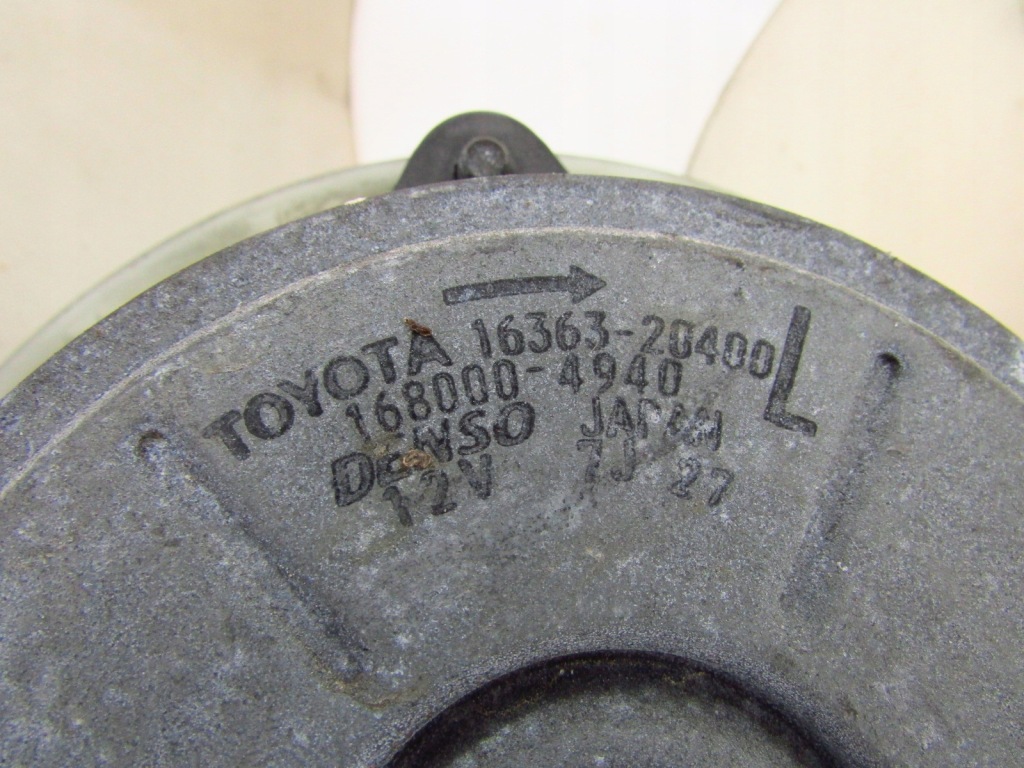 TOYOTA 16363-20400 L
168000-4940
DENSO JAPAN
12V 7J 27